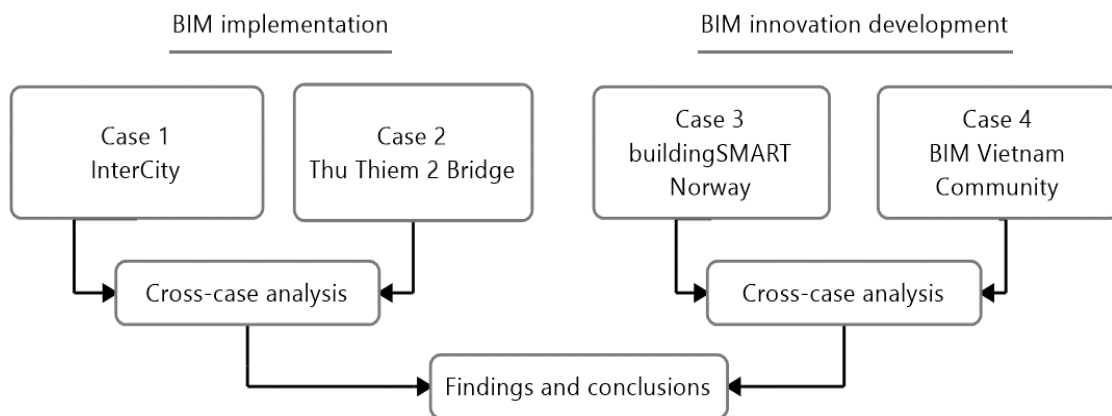 BIM implementation
BIM innovation development
Case 1
InterCity
Case 2
Thu Thiem 2 Bridge
Case 3
buildingSMART
Norway
Case 4
BIM Vietnam
Community
Cross-case analysis
Cross-case analysis
Findings and conclusions